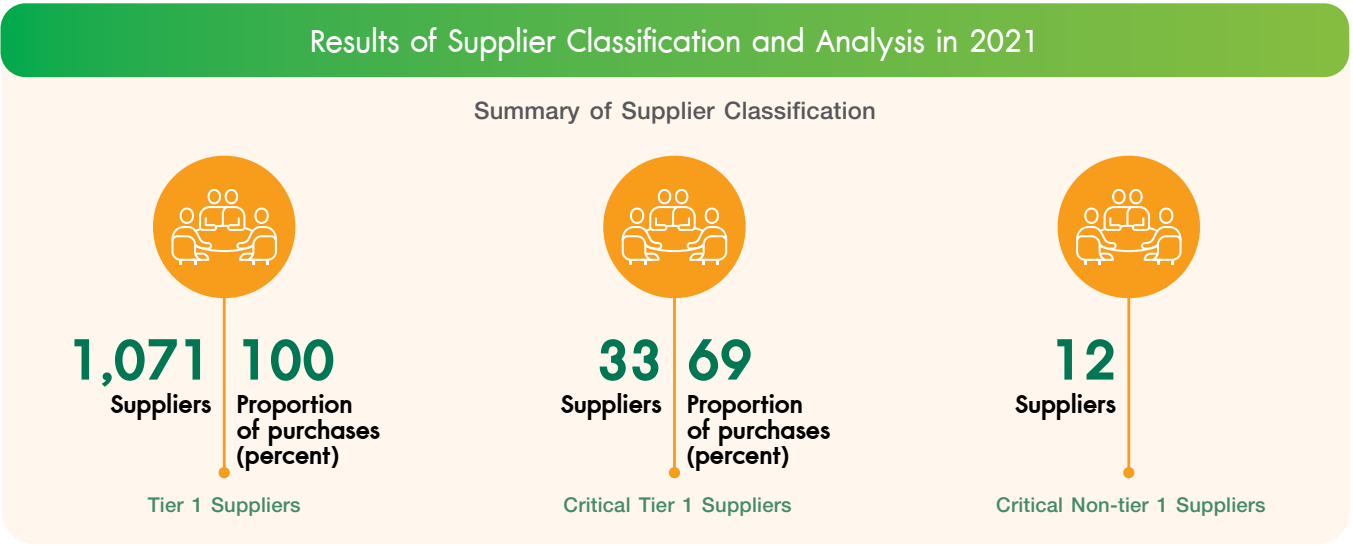 Results of Supplier Classification and Analysis in 2021
Summary of Supplier Classification
1,071
Suppliers
100
Proportion
of purchases
(percent)
Tier 1 Suppliers
33
Suppliers
69
Proportion
of purchases
(percent)
Critical Tier 1 Suppliers
12
Suppliers
Critical Non-tier 1 Suppliers